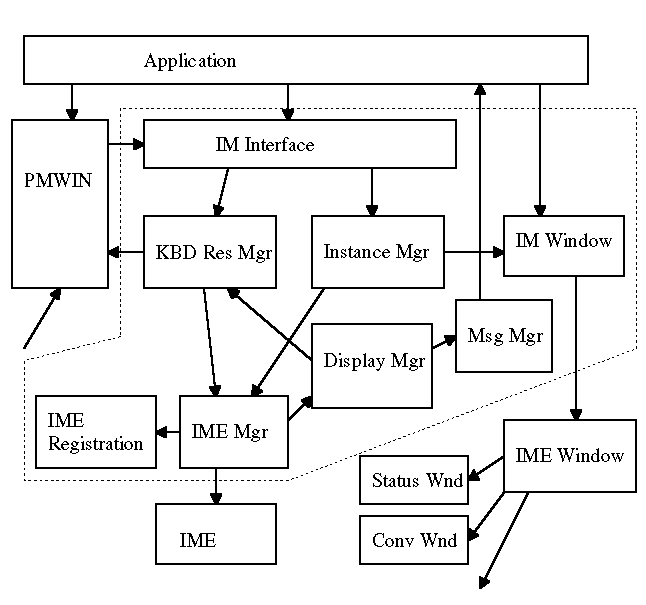 Application
IM Interface
PMWIN
IM Window
KBD Res Mgr
Instance Mgr
Msg Mgr
Display Mgr
IME
Registration
IME Mgr
IME Window
Status Wnd
IME
Conv Wnd